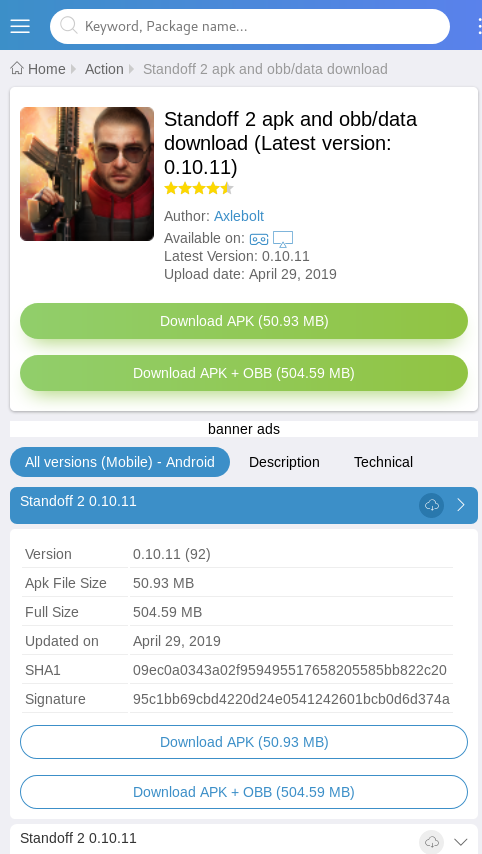 Keyword, Package name...
Home Action Standoff 2 apk and obb/data download
Standoff 2 apk and obb/data
download (Latest version:
0.10.11)
Author: Axlebolt
Available on:
Latest Version: 0.10.11
Upload date: April 29, 2019
Download APK (50.93 MB)
Download APK + OBB (504.59 MB)
banner ads
All versions (Mobile) - Android Description Technical
Standoff 2 0.10.11
Version 0.10.11 (92)
Apk File Size 50.93 MB
Full Size 504.59 MB
Updated on April 29, 2019
SHA1 09ec0a0343a02f959495517658205585bb822c20
Signature 95c1bb69cbd4220d24e0541242601bcb0d6d374a
Download APK (50.93 MB)
Download APK + OBB (504.59 MB)
Standoff 2 0.10.11